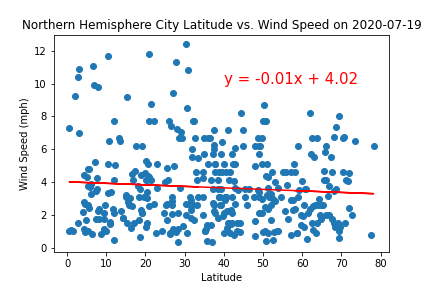 Northern Hemisphere City Latitude vs. Wind Speed on 2020-07-19
12
10
8
6
4
2
0
Wind Speed (mph)
y = -0.01x + 4.02
0 10 20 30 40 50 60 70 80
Latitude